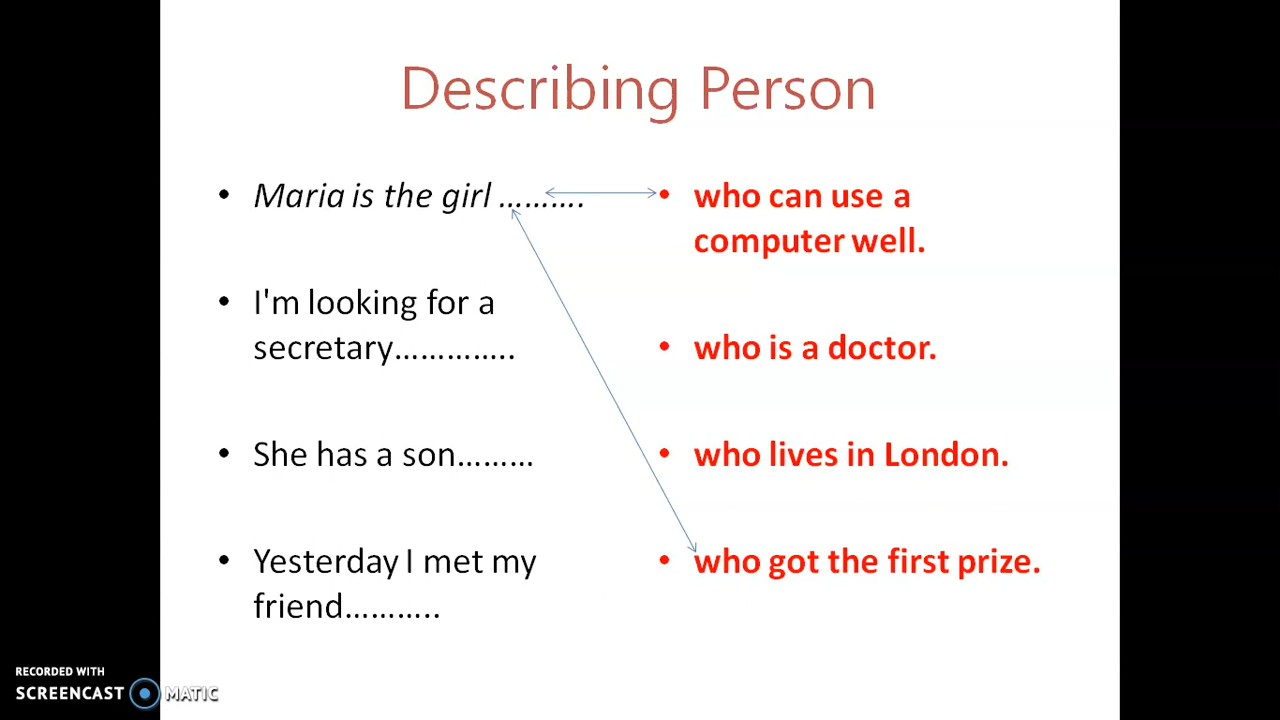 Describing Person
• Maria is the girl ……….
• I'm looking for a
secretary…………..
• She has a son………
• Yesterday I met my
friend………..
• who can use a
computer well.
• who is a doctor.
• who lives in London.
• who got the first prize.
RECORDED WITH
SCREENCAST MATIC